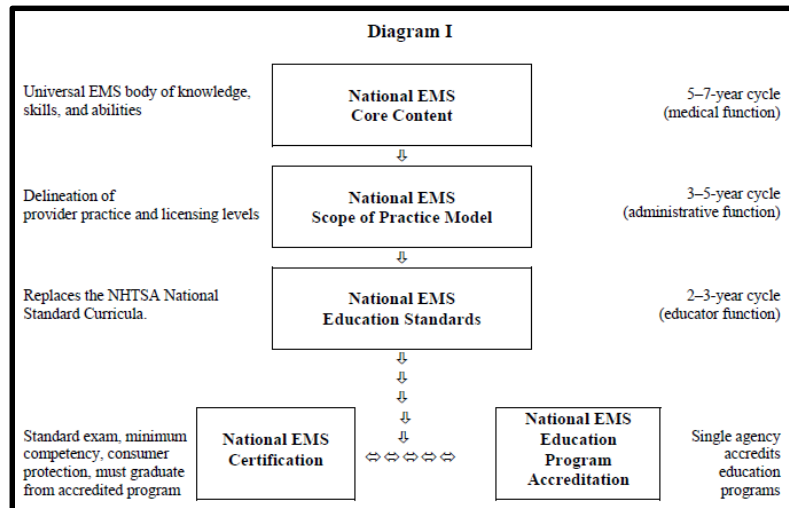 Diagram I
Universal EMS body of knowledge,
skills, and abilities
National EMS
Core Content
5–7-year cycle
(medical function)
⇩
Delineation of
provider practice and licensing levels
National EMS
Scope of Practice Model
3–5-year cycle
(administrative function)
⇩
Replaces the NHTSA National
Standard Curricula.
National EMS
Education Standards
2–3-year cycle
(educator function)
⇩
⇩
⇩
⇩
⇩
Standard exam, minimum
competency, consumer
protection, must graduate
from accredited program
National EMS
Certification
⇔⇔⇔⇔⇔
National EMS
Education
Program
Accreditation
Single agency
accredits
education
programs